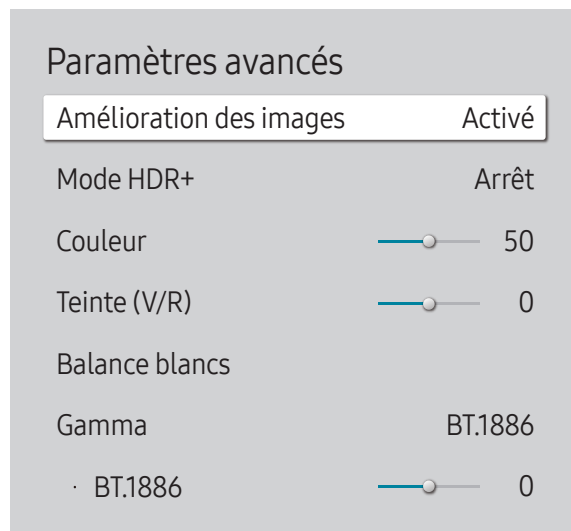 Paramètres avancés
Amélioration des images Activé
Mode HDR+ Arrêt
Couleur 50
Teinte (V/R) 0
Balance blancs
Gamma BT.1886
· BT.1886 0